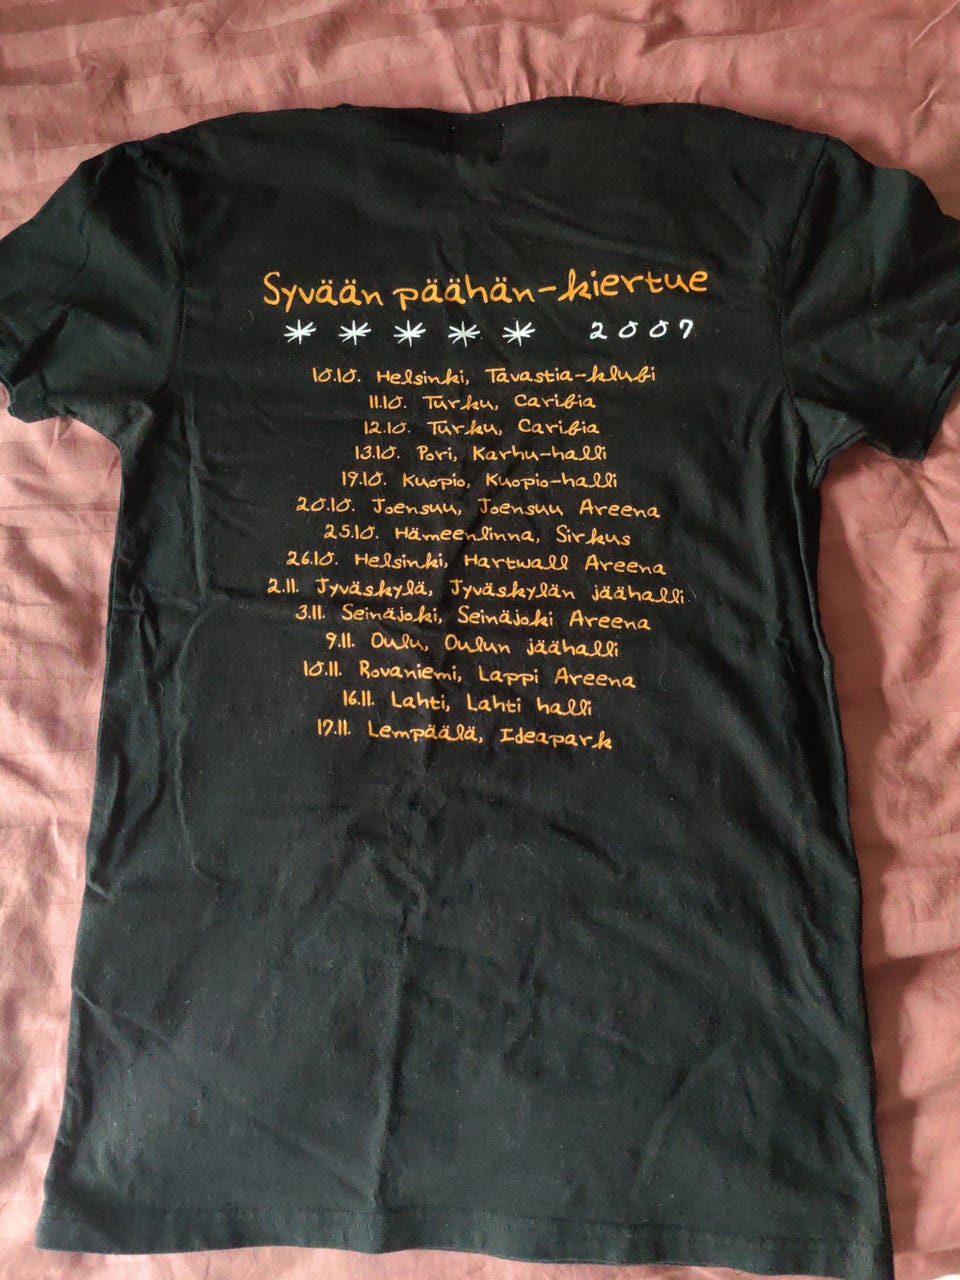 Syvään päähän-kiertue
***** 2007
10.10. Helsinki, Tavastia-klubi
11.10. Turku, Caribia
12.10. Turku, Caribia
13.10. Pori, Karhu-halli
19.10. Kuopio, Kuopio-halli
20.10. Joensuu, Joensuu Areena
25.10. Hämeenlinna, Sirkus
26.10. Helsinki, Hartwall Areena
2.11. Jyväskylä, Jyväskylän jäähalli
3.11. Seinäjoki, Seinäjoki Areena
9.11. Oulu, Oulun jäähalli
10.11. Rovaniemi, Lappi Areena
16.11. Lahti, Lahti halli
17.11. Lempäälä, Ideapark